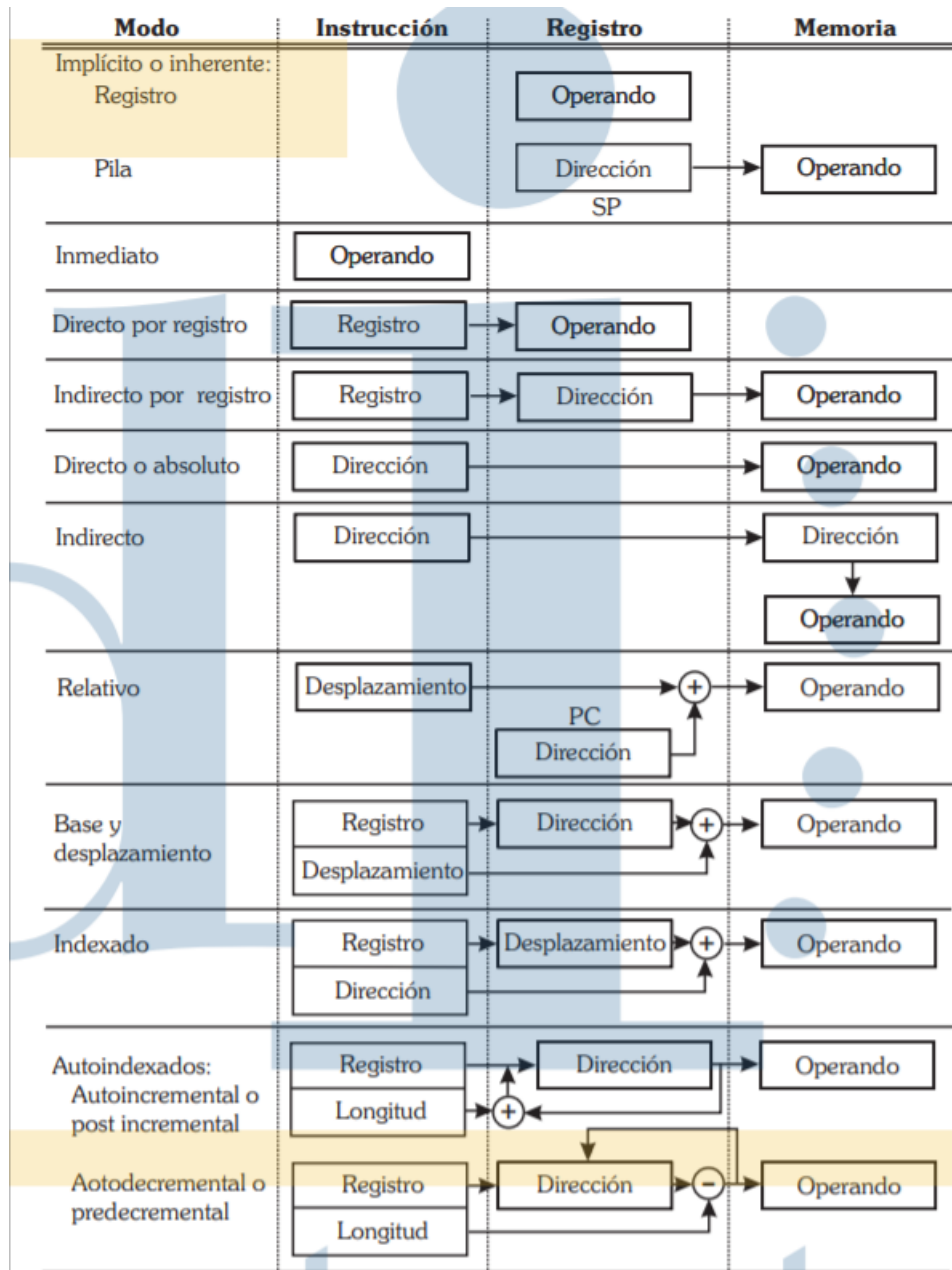 Modo Instrucción Registro Memoria
Implícito o inherente:
Registro Operando
Pila Dirección Operando
SP
Inmediato Operando
Directo por registro Registro Operando
Indirecto por registro Registro Dirección Operando
Directo o absoluto Dirección Operando
Indirecto Dirección Dirección
Operando
Relativo Desplazamiento + Operando
PC
Dirección
Base y desplazamiento Registro Dirección + Operando
Desplazamiento
Indexado Registro Desplazamiento + Operando
Dirección
Autoindexados: Registro Dirección Operando
Autoincremental o
post incremental Longitud +
Aotodecremental o Registro Dirección − Operando
predecremental
Longitud